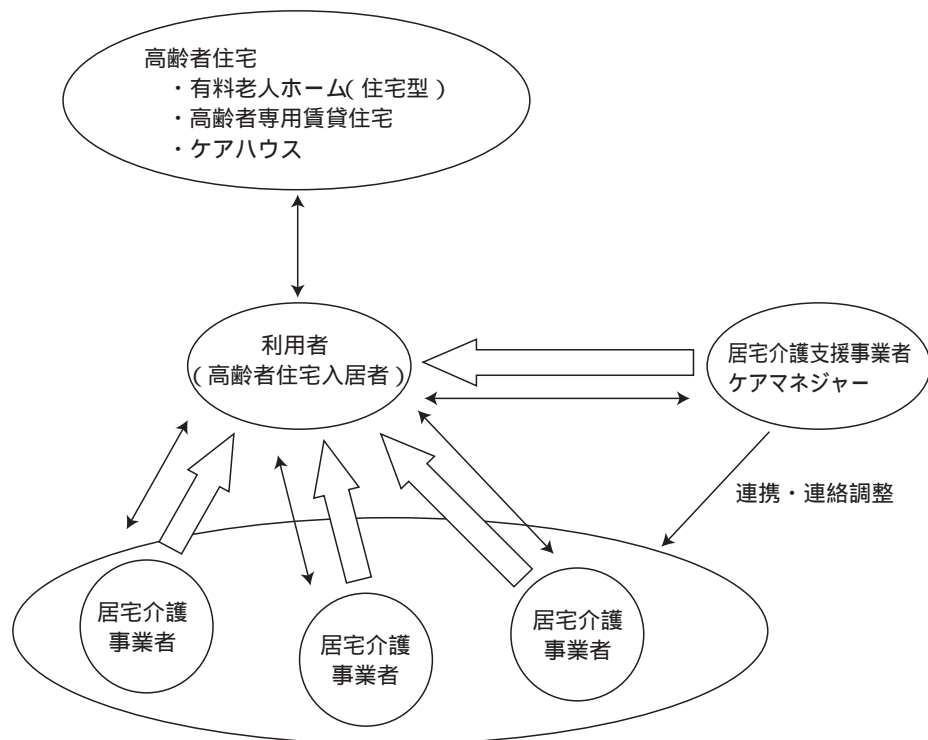 高齢者住宅
・有料老人ホーム(住宅型)
・高齢者専用賃貸住宅
・ケアハウス
利用者
(高齢者住宅入居者)
居宅介護支援事業者
ケアマネジャー
連携・連絡調整
居宅介護
事業者
居宅介護
事業者
居宅介護
事業者